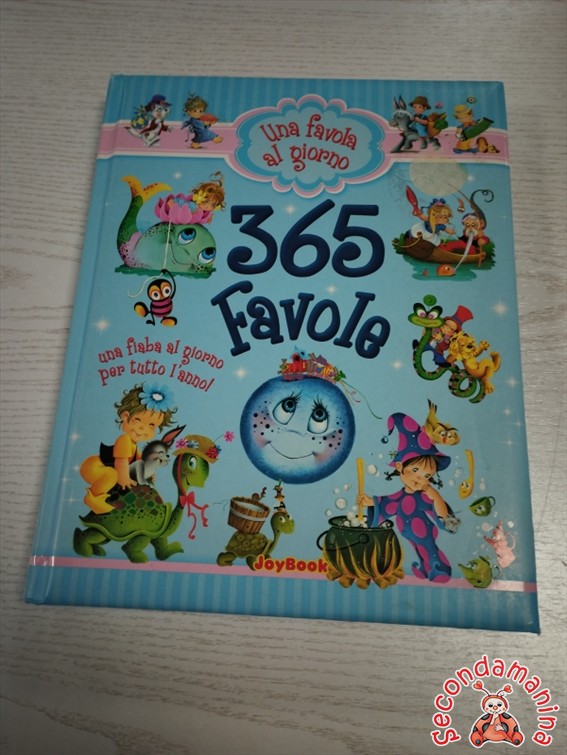 Una favola
al giorno
365
Favole
una fiaba al giorno
per tutto l'anno!
JoyBook
Secondamanina